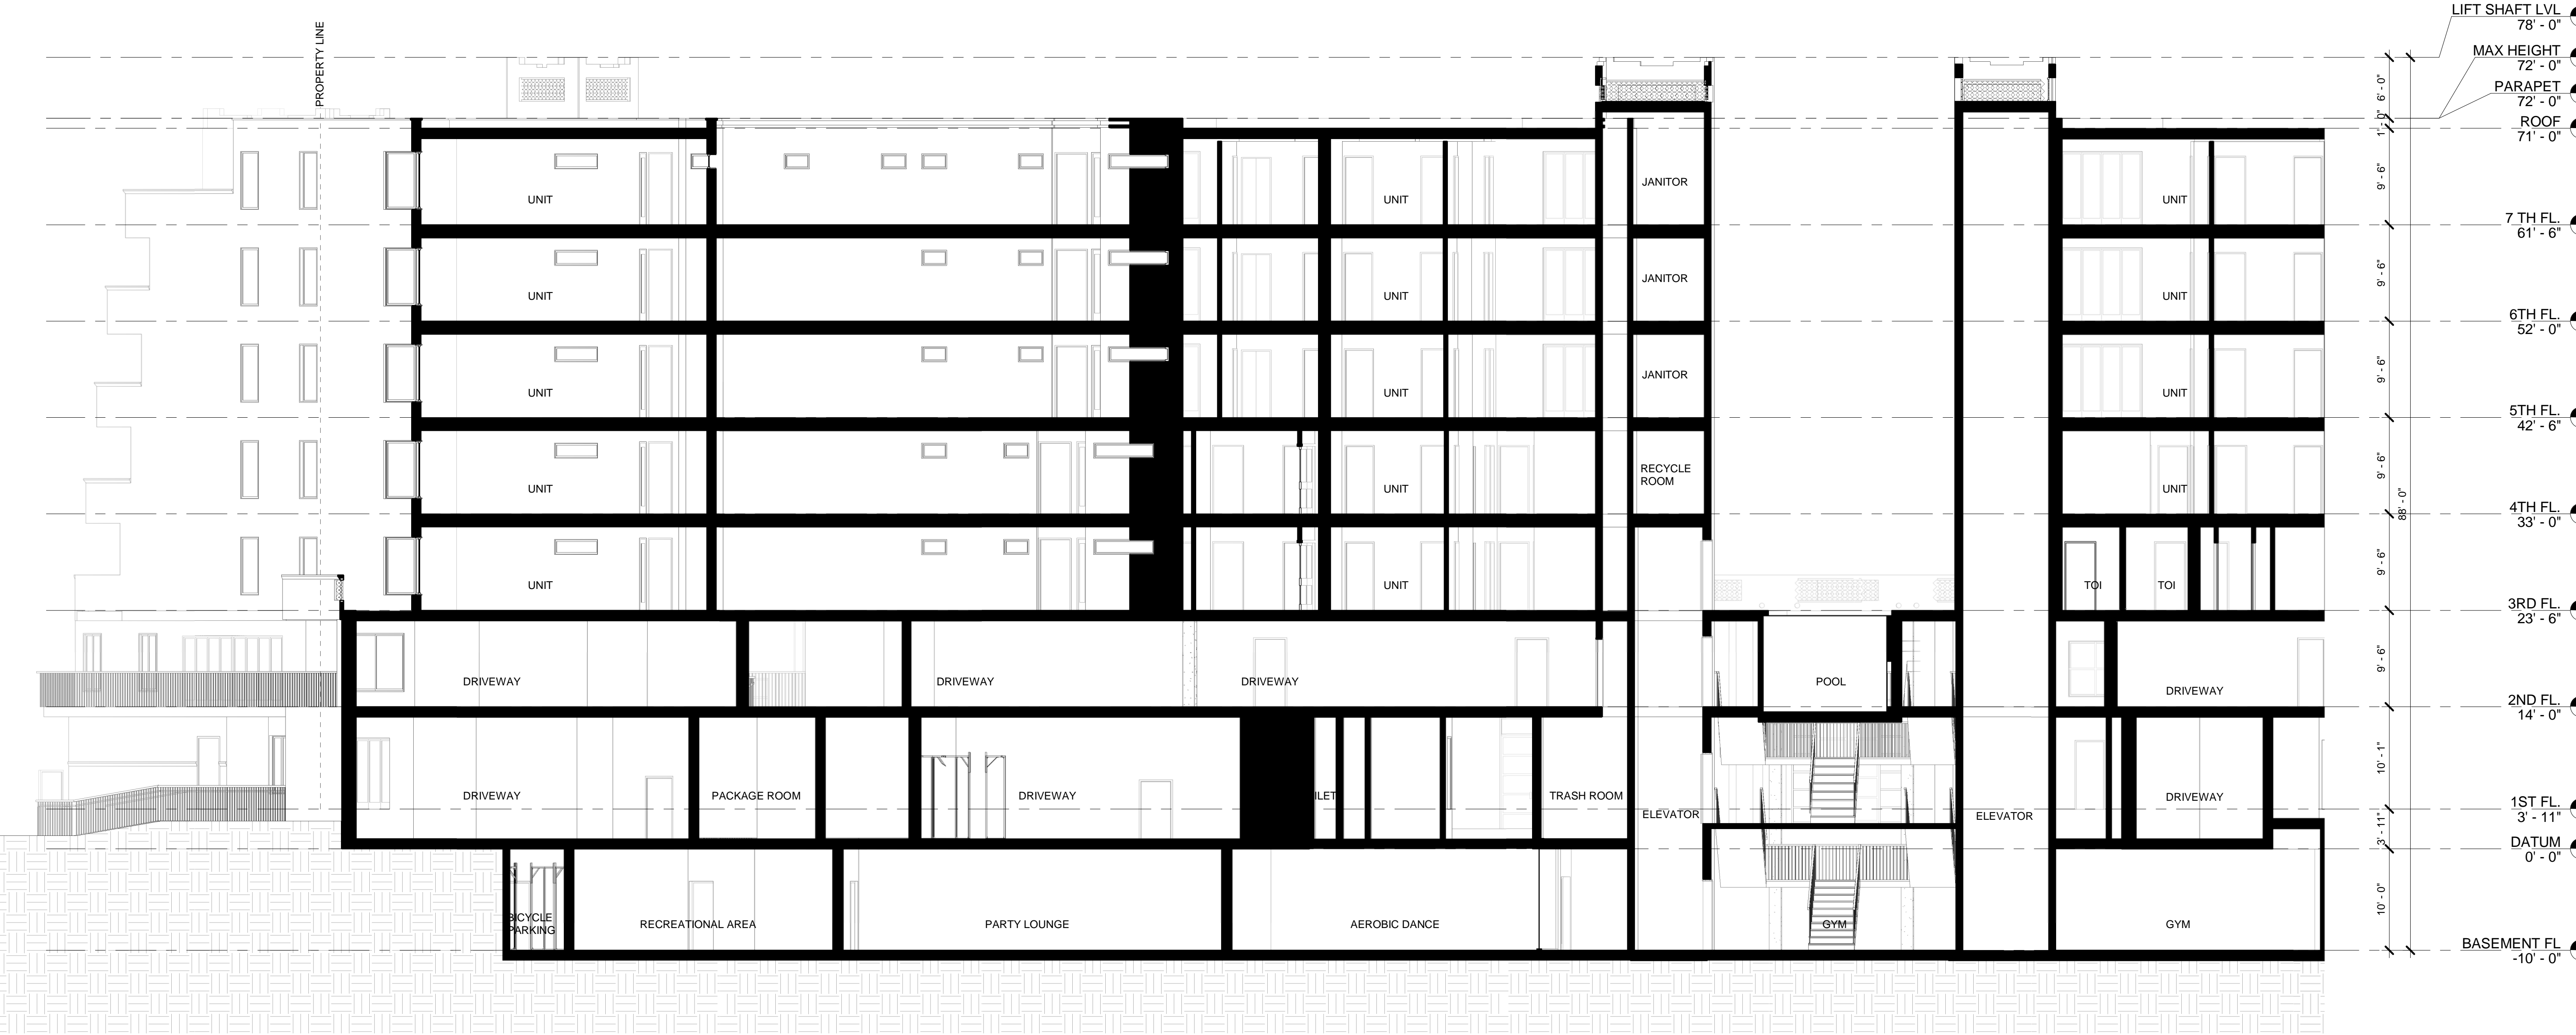 LIFT SHAFT LVL
78' - 0"
MAX HEIGHT
72' - 0"
PARAPET
72' - 0"
ROOF
71' - 0"
7 TH FL.
61' - 6"
6TH FL.
52' - 0"
5TH FL.
42' - 6"
4TH FL.
33' - 0"
3RD FL.
23' - 6"
2ND FL.
14' - 0"
1ST FL.
3' - 11"
DATUM
0' - 0"
BASEMENT FL
-10' - 0"
6' - 0"
1' - 0"
9' - 6"
9' - 6"
9' - 6"
9' - 6"
9' - 6"
9' - 6"
10' - 1"
3' - 11"
10' - 0"
88' - 0"
PROPERTY LINE
UNIT
UNIT
JANITOR
UNIT
UNIT
UNIT
JANITOR
UNIT
UNIT
UNIT
JANITOR
UNIT
UNIT
UNIT
RECYCLE
ROOM
UNIT
UNIT
UNIT
TOI
TOI
DRIVEWAY
DRIVEWAY
DRIVEWAY
POOL
DRIVEWAY
DRIVEWAY
PACKAGE ROOM
DRIVEWAY
ILET
TRASH ROOM
ELEVATOR
ELEVATOR
DRIVEWAY
BICYCLE
PARKING
RECREATIONAL AREA
PARTY LOUNGE
AEROBIC DANCE
GYM
GYM